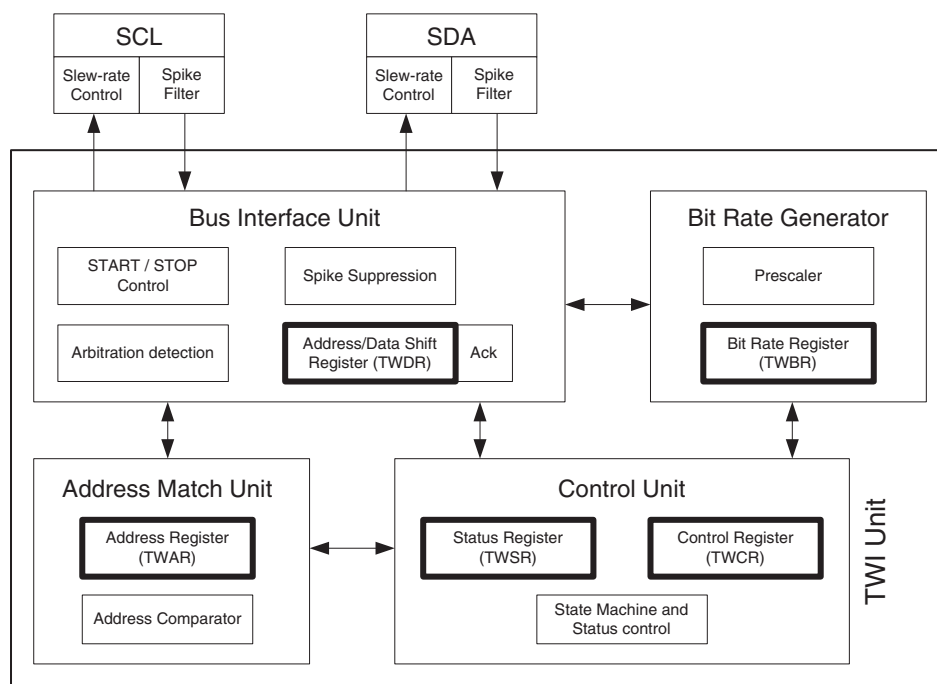 SCL
Slew-rate
Control
Spike
Filter
SDA
Slew-rate
Control
Spike
Filter
Bus Interface Unit
START / STOP
Control
Spike Suppression
Arbitration detection
Address/Data Shift
Register (TWDR)
Ack
Bit Rate Generator
Prescaler
Bit Rate Register
(TWBR)
Address Match Unit
Address Register
(TWAR)
Address Comparator
Control Unit
Status Register
(TWSR)
Control Register
(TWCR)
State Machine and
Status control
TWI Unit